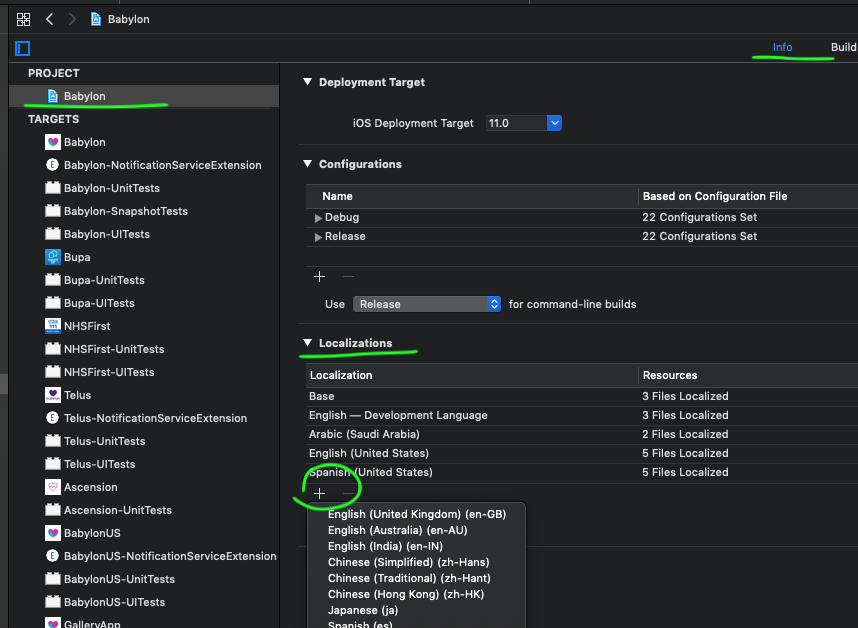 Babylon
Info
Build
PROJECT
Babylon
TARGETS
Babylon
Babylon-NotificationServiceExtension
Babylon-UnitTests
Babylon-SnapshotTests
Babylon-UITests
Bupa
Bupa-UnitTests
Bupa-UITests
NHSFirst
NHSFirst-UnitTests
NHSFirst-UITests
Telus
Telus-NotificationServiceExtension
Telus-UnitTests
Telus-UITests
Ascension
Ascension-UnitTests
BabylonUS
BabylonUS-NotificationServiceExtension
BabylonUS-UnitTests
BabylonUS-UITests
GalleryApp
Deployment Target
iOS Deployment Target 11.0
Configurations
Name Based on Configuration File
Debug 22 Configurations Set
Release 22 Configurations Set
Use Release for command-line builds
Localizations
Localization Resources
Base 3 Files Localized
English — Development Language 3 Files Localized
Arabic (Saudi Arabia) 2 Files Localized
English (United States) 5 Files Localized
Spanish (United States) 5 Files Localized
English (United Kingdom) (en-GB)
English (Australia) (en-AU)
English (India) (en-IN)
Chinese (Simplified) (zh-Hans)
Chinese (Traditional) (zh-Hant)
Chinese (Hong Kong) (zh-HK)
Japanese (ja)
Spanish (es)